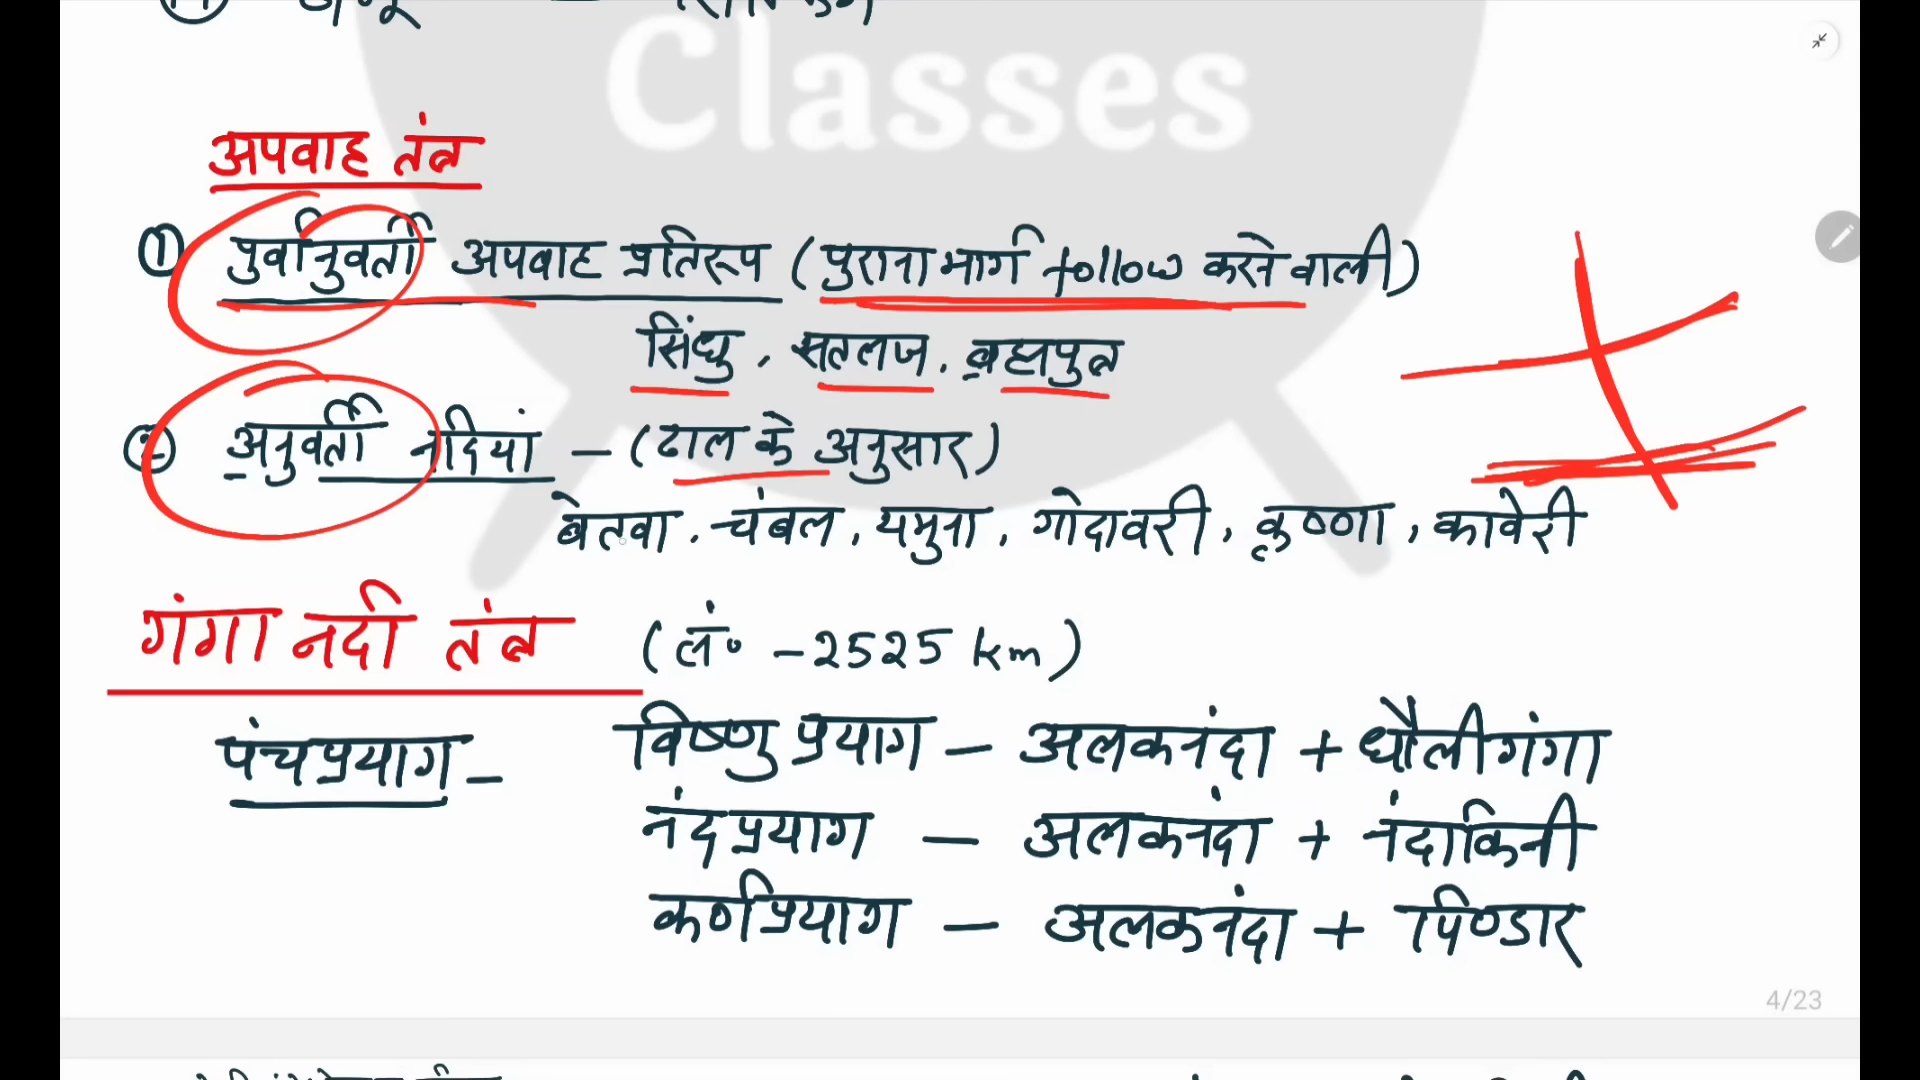 Classes
अपवाह तंत्र
① पुर्वानुवर्ती अपवाह प्रतिरूप (पुराना मार्ग follow करने वाली)
सिंधु, सतलज, ब्रह्मपुत्र
② अनुवर्ती नदियां – (ढाल के अनुसार)
बेतवा, चंबल, यमुना, गोदावरी, कृष्णा, कावेरी
गंगा नदी तंत्र (लं० – 2525 km)
पंचप्रयाग – विष्णु प्रयाग – अलकनंदा + धौलीगंगा
नंदप्रयाग – अलकनंदा + नंदाकिनी
कर्णप्रयाग – अलकनंदा + पिण्डार
4/23